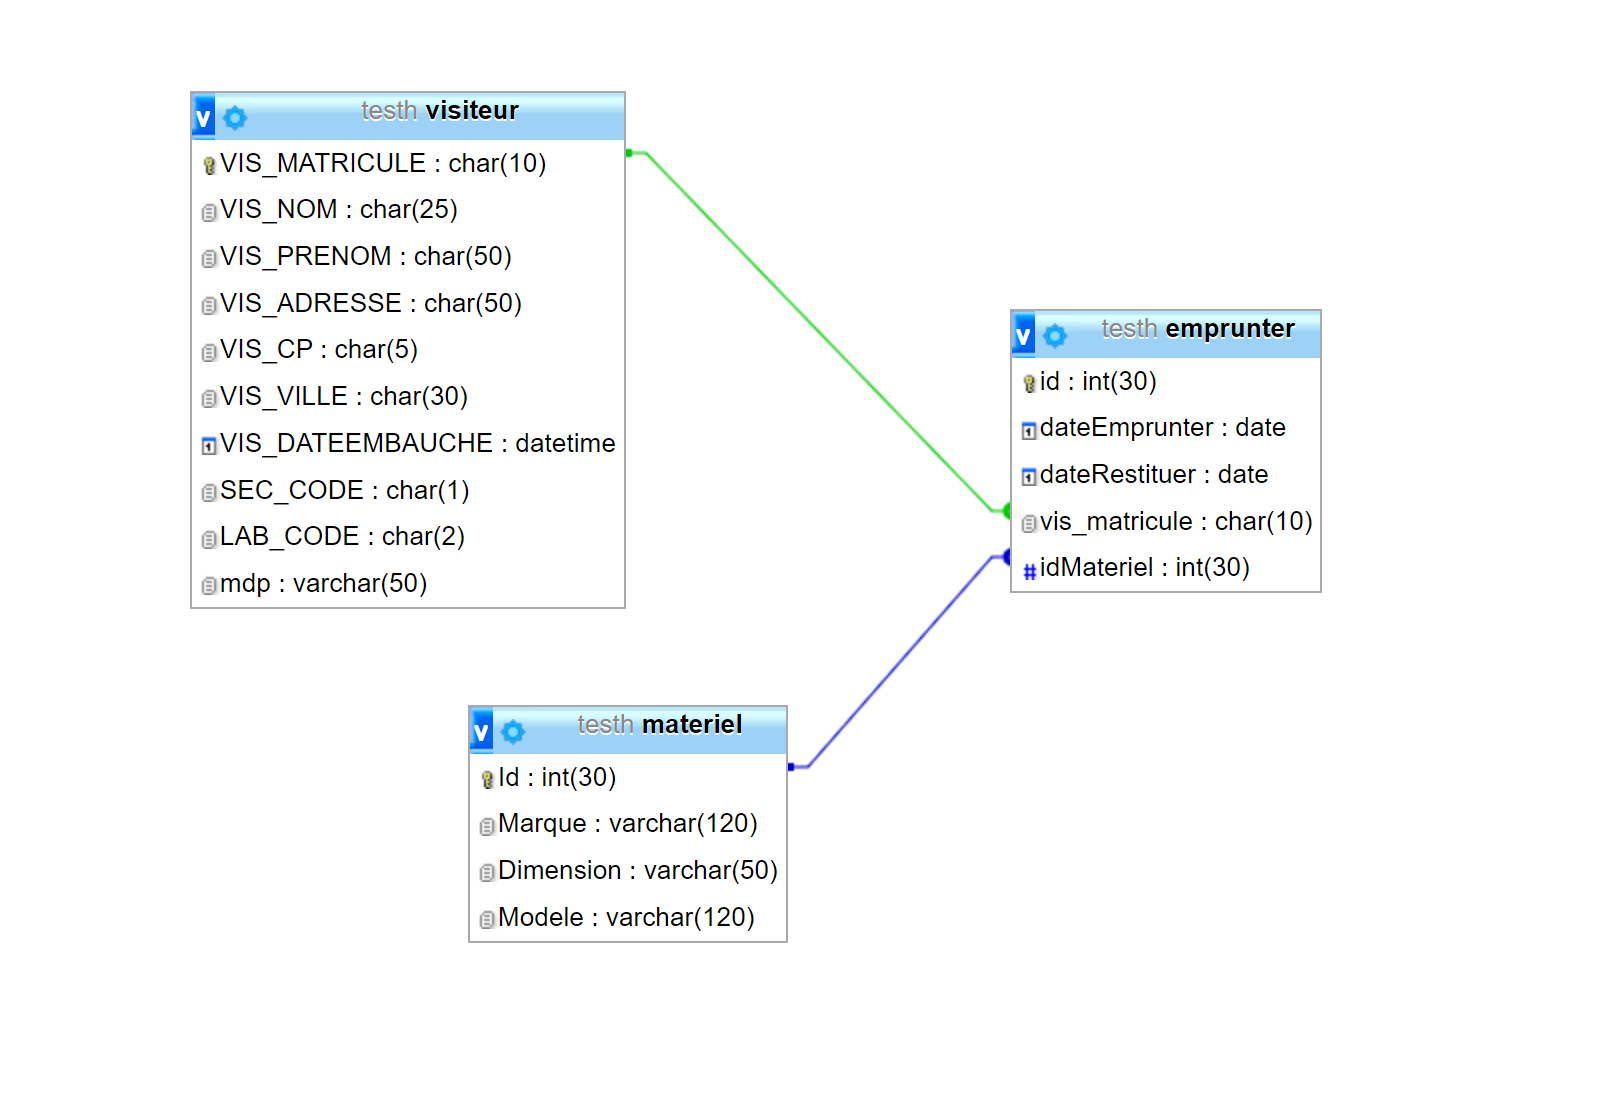 v testh visiteur
VIS_MATRICULE : char(10)
VIS_NOM : char(25)
VIS_PRENOM : char(50)
VIS_ADRESSE : char(50)
VIS_CP : char(5)
VIS_VILLE : char(30)
VIS_DATEEMBAUCHE : datetime
SEC_CODE : char(1)
LAB_CODE : char(2)
mdp : varchar(50)
v testh emprunter
id : int(30)
dateEmprunter : date
dateRestituer : date
vis_matricule : char(10)
# idMateriel : int(30)
v testh materiel
Id : int(30)
Marque : varchar(120)
Dimension : varchar(50)
Modele : varchar(120)